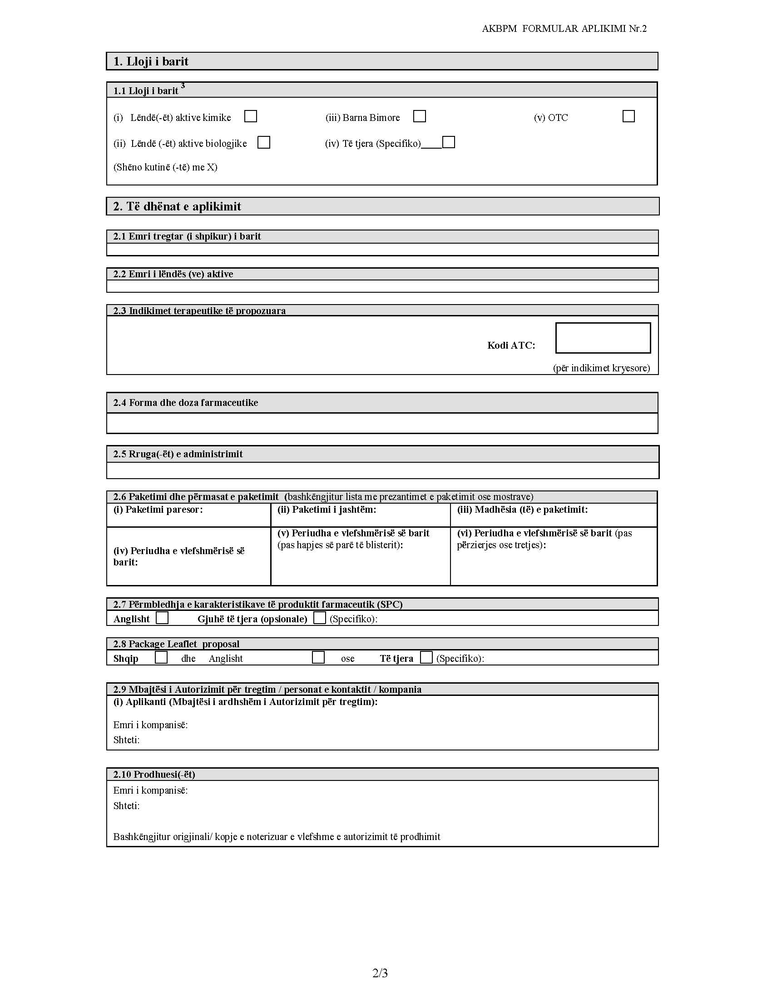 AKBPM FORMULAR APLIKIMI Nr.2
1. Lloji i barit
1.1 Lloji i barit 3
(i) Lëndë(-ët) aktive kimike (iii) Barna Bimore (v) OTC
(ii) Lëndë (-ët) aktive biologjike (iv) Të tjera (Specifiko)____
(Shëno kutinë (-të) me X)
2. Të dhënat e aplikimit
2.1 Emri tregtar (i shpikur) i barit
2.2 Emri i lëndës (ve) aktive
2.3 Indikimet terapeutike të propozuara
Kodi ATC:
(për indikimet kryesore)
2.4 Forma dhe doza farmaceutike
2.5 Rruga(-ët) e administrimit
2.6 Paketimi dhe përmasat e paketimit (bashkëngjitur lista me prezantimet e paketimit ose mostrave)
(i) Paketimi paresor: (ii) Paketimi i jashtëm: (iii) Madhësia (të) e paketimit:
(iv) Periudha e vlefshmërisë së
barit:
(v) Periudha e vlefshmërisë së barit
(pas hapjes së parë të blisterit):
(vi) Periudha e vlefshmërisë së barit (pas
përzierjes ose tretjes):
2.7 Përmbledhja e karakteristikave të produktit farmaceutik (SPC)
Anglisht Gjuhë të tjera (opsionale) (Specifiko):
2.8 Package Leaflet proposal
Shqip dhe Anglisht ose Të tjera (Specifiko):
2.9 Mbajtësi i Autorizimit për tregtim / personat e kontaktit / kompania
(i) Aplikanti (Mbajtësi i ardhshëm i Autorizimit për tregtim):
Emri i kompanisë:
Shteti:
2.10 Prodhuesi(-ët)
Emri i kompanisë:
Shteti:
Bashkëngjitur origjinali/ kopje e noterizuar e vlefshme e autorizimit të prodhimit
2/3